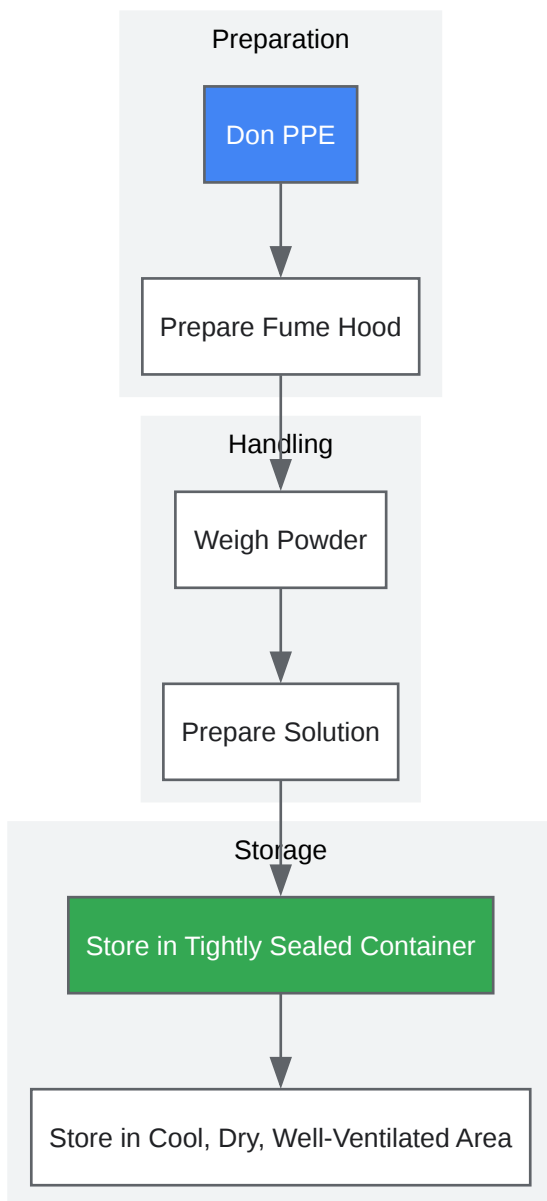 Preparation
Don PPE
Prepare Fume Hood
Handling
Weigh Powder
Prepare Solution
Storage
Store in Tightly Sealed Container
Store in Cool, Dry, Well-Ventilated Area